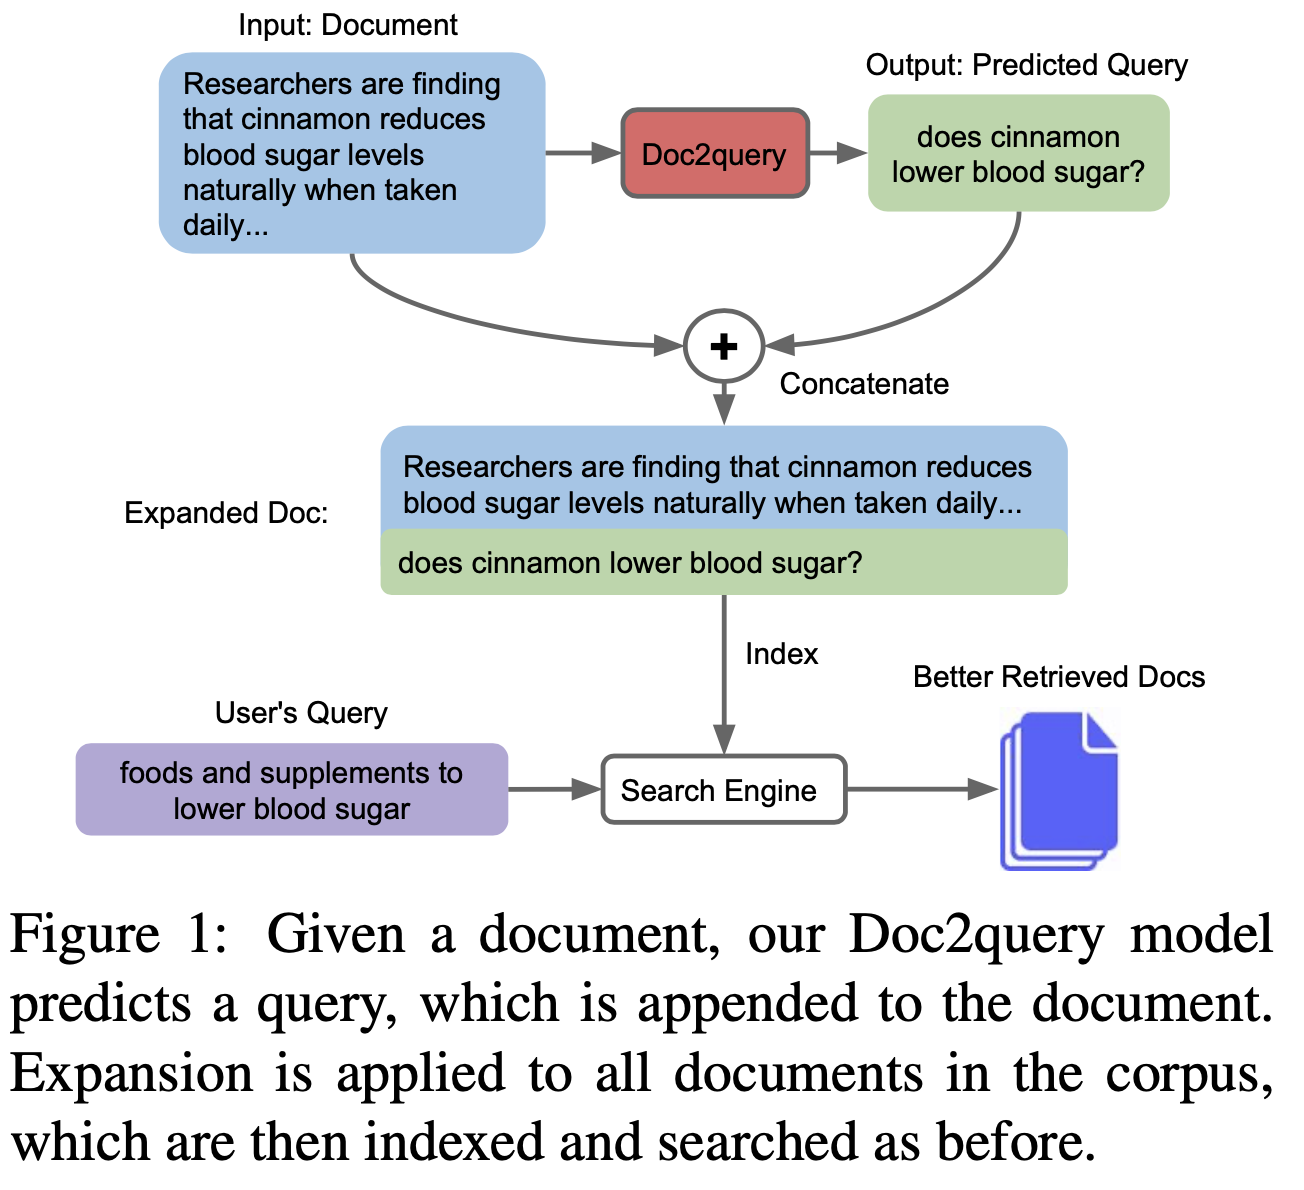 Input: Document
Researchers are finding
that cinnamon reduces
blood sugar levels
naturally when taken
daily...
Doc2query
Output: Predicted Query
does cinnamon
lower blood sugar?
+
Concatenate
Expanded Doc:
Researchers are finding that cinnamon reduces
blood sugar levels naturally when taken daily...
does cinnamon lower blood sugar?
Index
User's Query
foods and supplements to
lower blood sugar
Search Engine
Better Retrieved Docs
Figure 1: Given a document, our Doc2query model
predicts a query, which is appended to the document.
Expansion is applied to all documents in the corpus,
which are then indexed and searched as before.